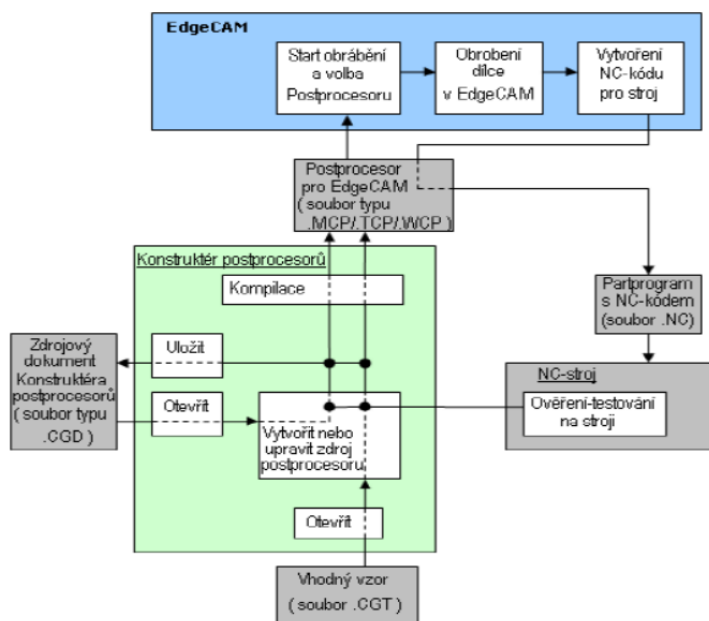 EdgeCAM
Start obrábění
a volba
Postprocesoru
Obrobení
dílce
v EdgeCAM
Vytvoření
NC-kódu
pro stroj
Postprocesor
pro EdgeCAM
( soubor typu
.MCP/.TCP/.WCP )
Konstruktér postprocesorů
Kompilace
Partprogram
s NC-kódem
(soubor .NC)
Zdrojový
dokument
Konstruktéra
postprocesorů
( soubor typu
.CGD )
Uložit
Otevřít
Vytvořit nebo
upravit zdroj
postprocesoru
NC-stroj
Ověření-testování
na stroji
Otevřít
Vhodný vzor
( soubor .CGT)